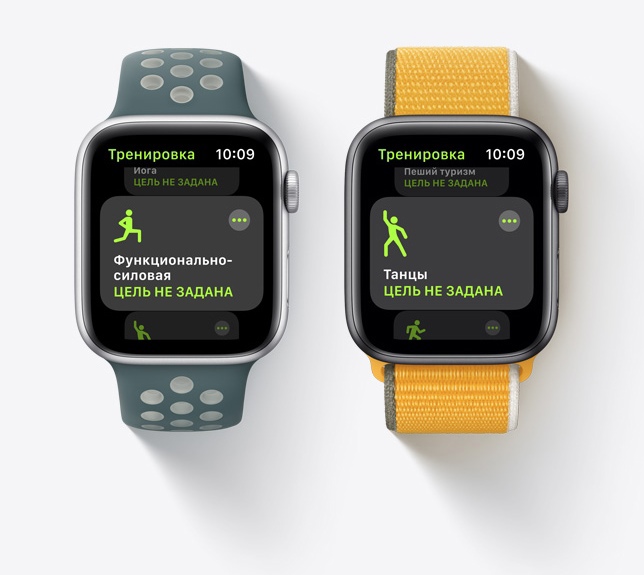 Тренировка 10:09
Йога
ЦЕЛЬ НЕ ЗАДАНА
Функционально-
силовая
ЦЕЛЬ НЕ ЗАДАНА
Тренировка 10:09
Пеший туризм
ЦЕЛЬ НЕ ЗАДАНА
Танцы
ЦЕЛЬ НЕ ЗАДАНА